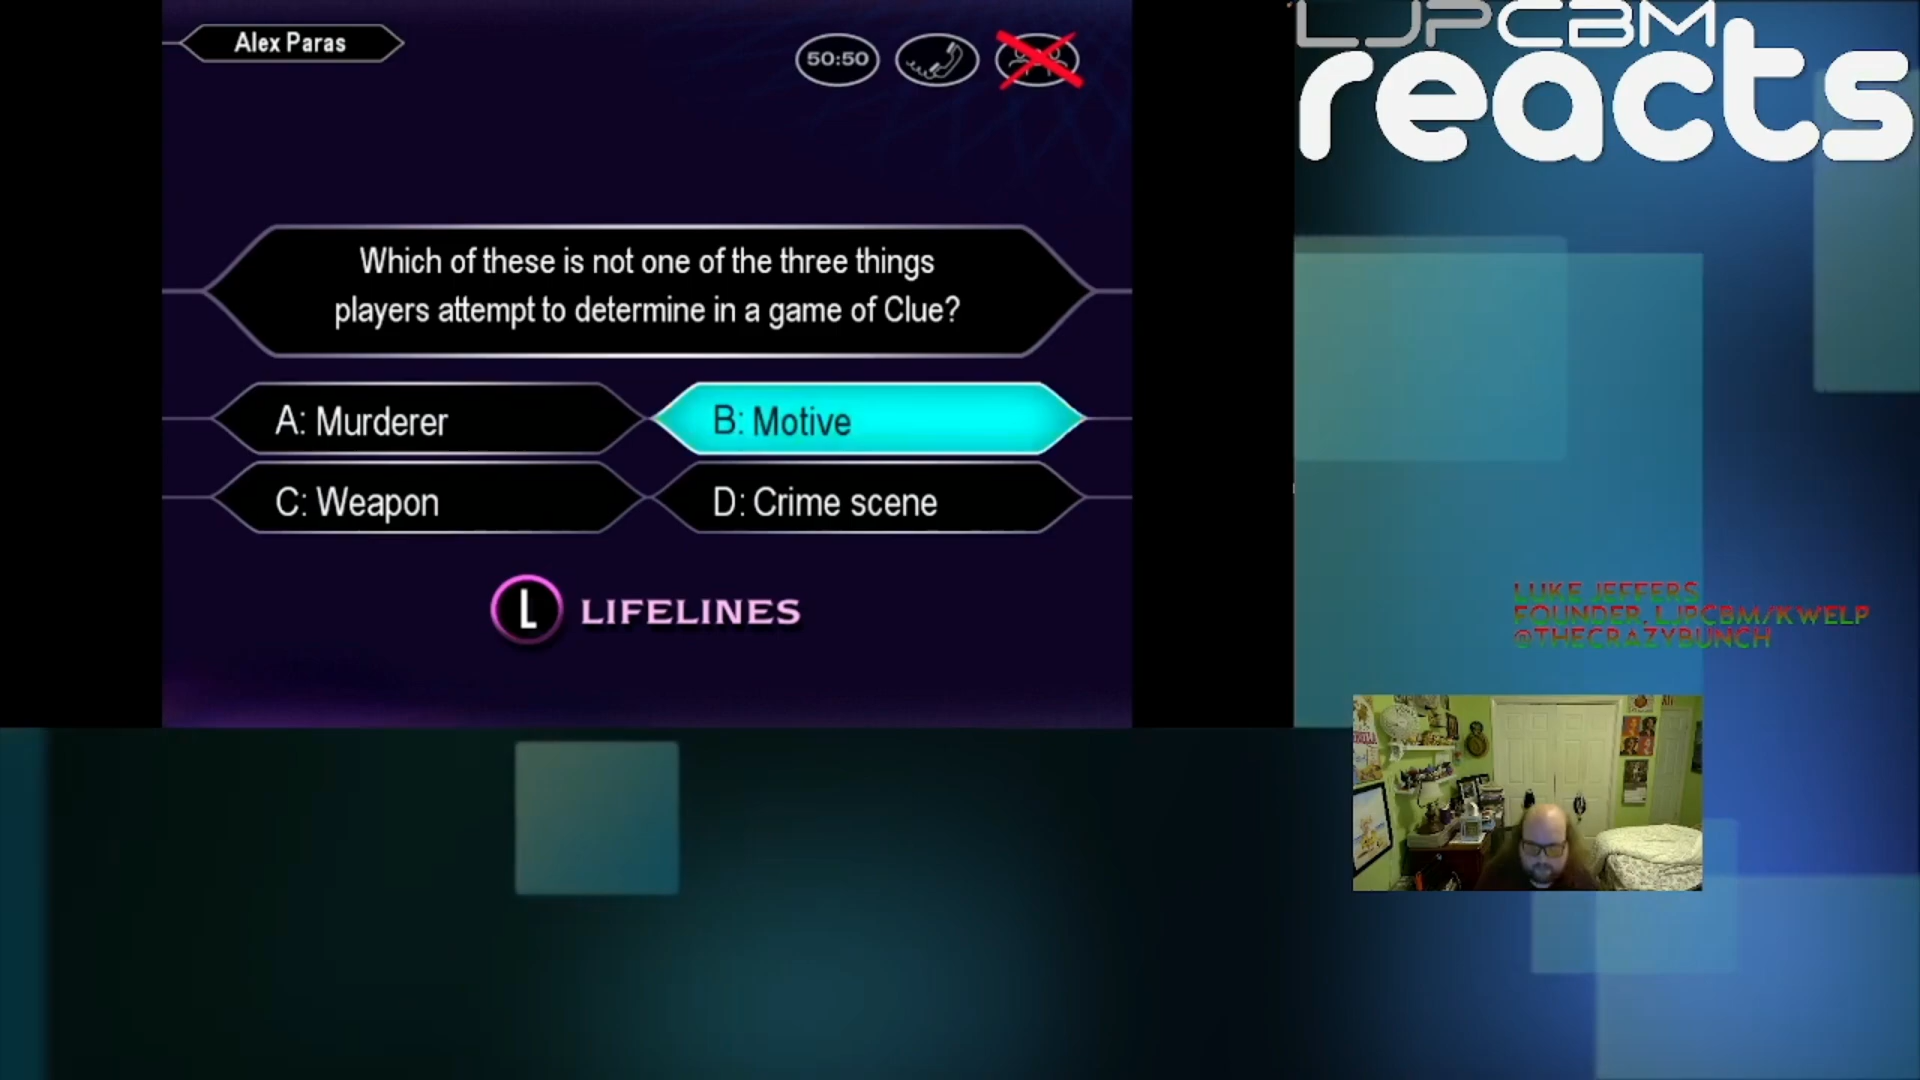 Alex Paras
50:50
LJPCBM
reacts
Which of these is not one of the three things
players attempt to determine in a game of Clue?
A: Murderer
B: Motive
C: Weapon
D: Crime scene
L LIFELINES
LUKE JEFFERS
FOUNDER, LJPCBM/KWELP
@THECRAZYBUNCH